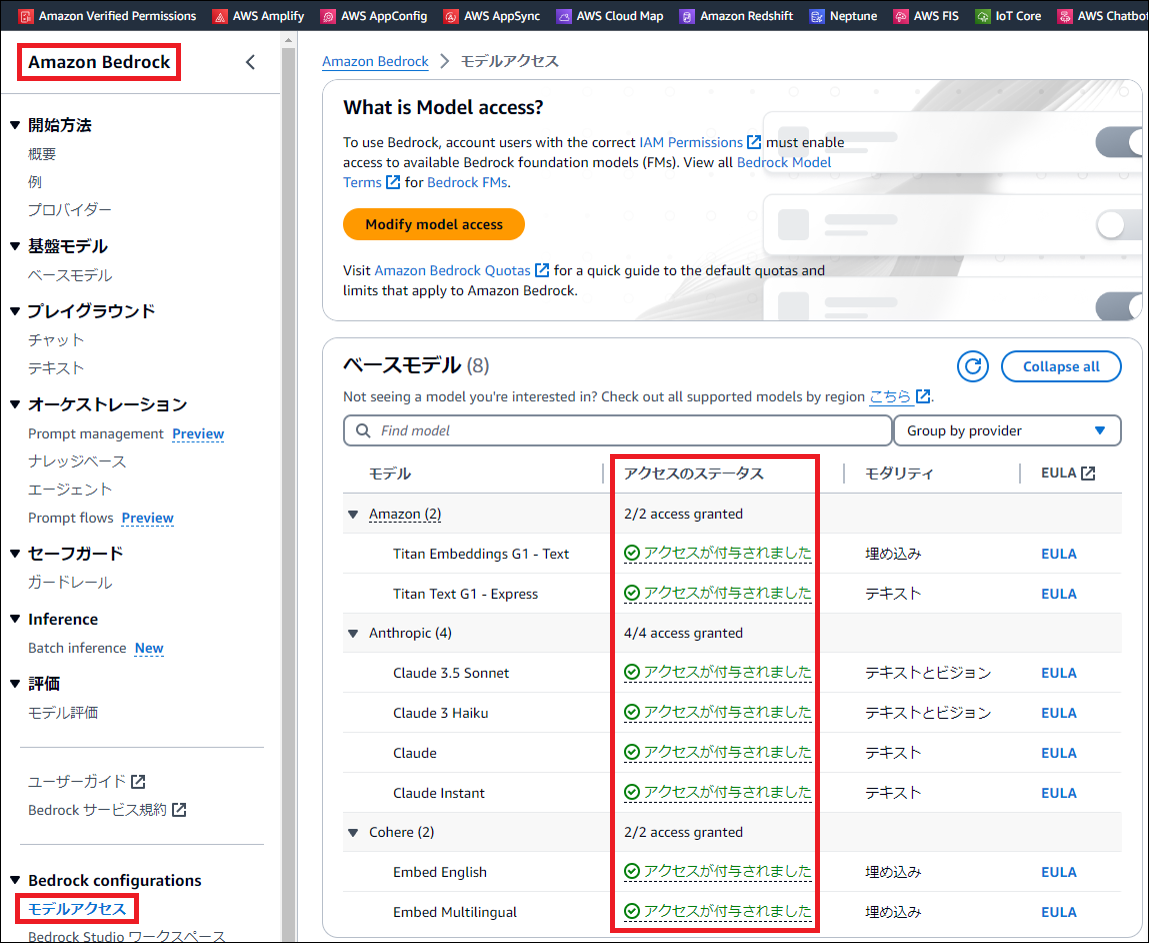 Amazon Verified Permissions AWS Amplify AWS AppConfig AWS AppSync AWS Cloud Map Amazon Redshift Neptune AWS FIS IoT Core AWS Chatbot
Amazon Bedrock
開始方法
概要
例
プロバイダー
基盤モデル
ベースモデル
プレイグラウンド
チャット
テキスト
オーケストレーション
Prompt management Preview
ナレッジベース
エージェント
Prompt flows Preview
セーフガード
ガードレール
Inference
Batch inference New
評価
モデル評価
ユーザーガイド
Bedrock サービス規約
Bedrock configurations
モデルアクセス
Bedrock Studio ワークスペース
Amazon Bedrock > モデルアクセス
What is Model access?
To use Bedrock, account users with the correct IAM Permissions must enable
access to available Bedrock foundation models (FMs). View all Bedrock Model
Terms for Bedrock FMs.
Modify model access
Visit Amazon Bedrock Quotas for a quick guide to the default quotas and
limits that apply to Amazon Bedrock.
ベースモデル (8)
Collapse all
Not seeing a model you're interested in? Check out all supported models by region こちら.
Find model
Group by provider
モデル アクセスのステータス モダリティ EULA
Amazon (2) 2/2 access granted
Titan Embeddings G1 - Text アクセスが付与されました 埋め込み EULA
Titan Text G1 - Express アクセスが付与されました テキスト EULA
Anthropic (4) 4/4 access granted
Claude 3.5 Sonnet アクセスが付与されました テキストとビジョン EULA
Claude 3 Haiku アクセスが付与されました テキストとビジョン EULA
Claude アクセスが付与されました テキスト EULA
Claude Instant アクセスが付与されました テキスト EULA
Cohere (2) 2/2 access granted
Embed English アクセスが付与されました 埋め込み EULA
Embed Multilingual アクセスが付与されました 埋め込み EULA